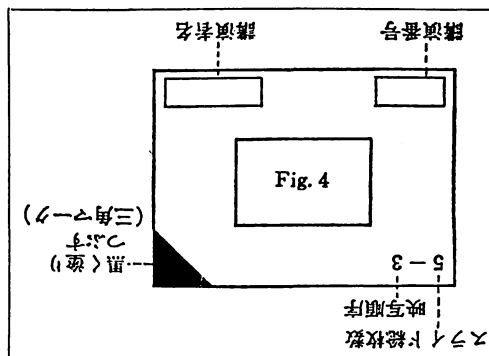 スライド総枚数
映写順序
5 − 3
黒く塗り
つぶす
(三角マーク)
Fig. 4
講演番号
講演者名